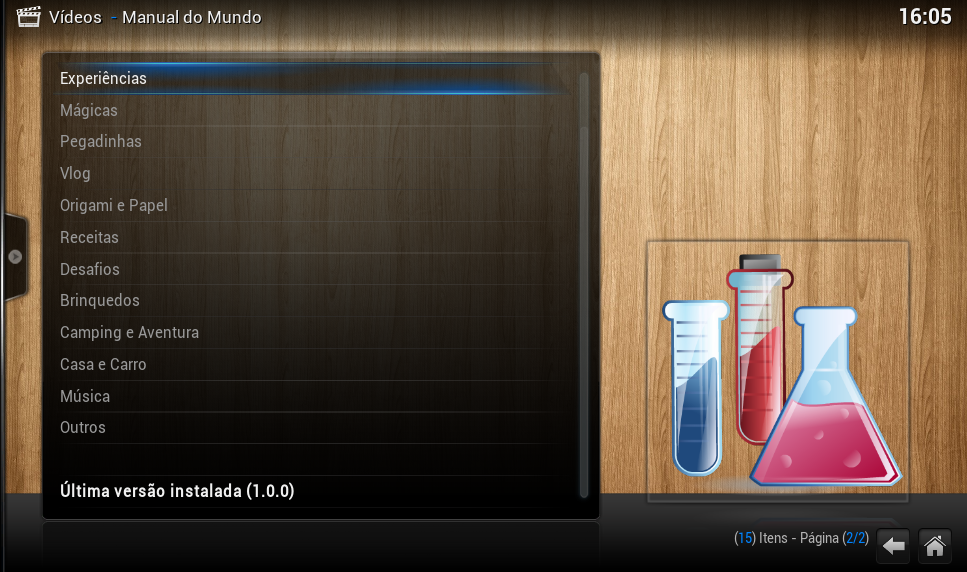 Vídeos - Manual do Mundo
16:05
Experiências
Mágicas
Pegadinhas
Vlog
Origami e Papel
Receitas
Desafios
Brinquedos
Camping e Aventura
Casa e Carro
Música
Outros
Última versão instalada (1.0.0)
(15) Itens - Página (2/2)